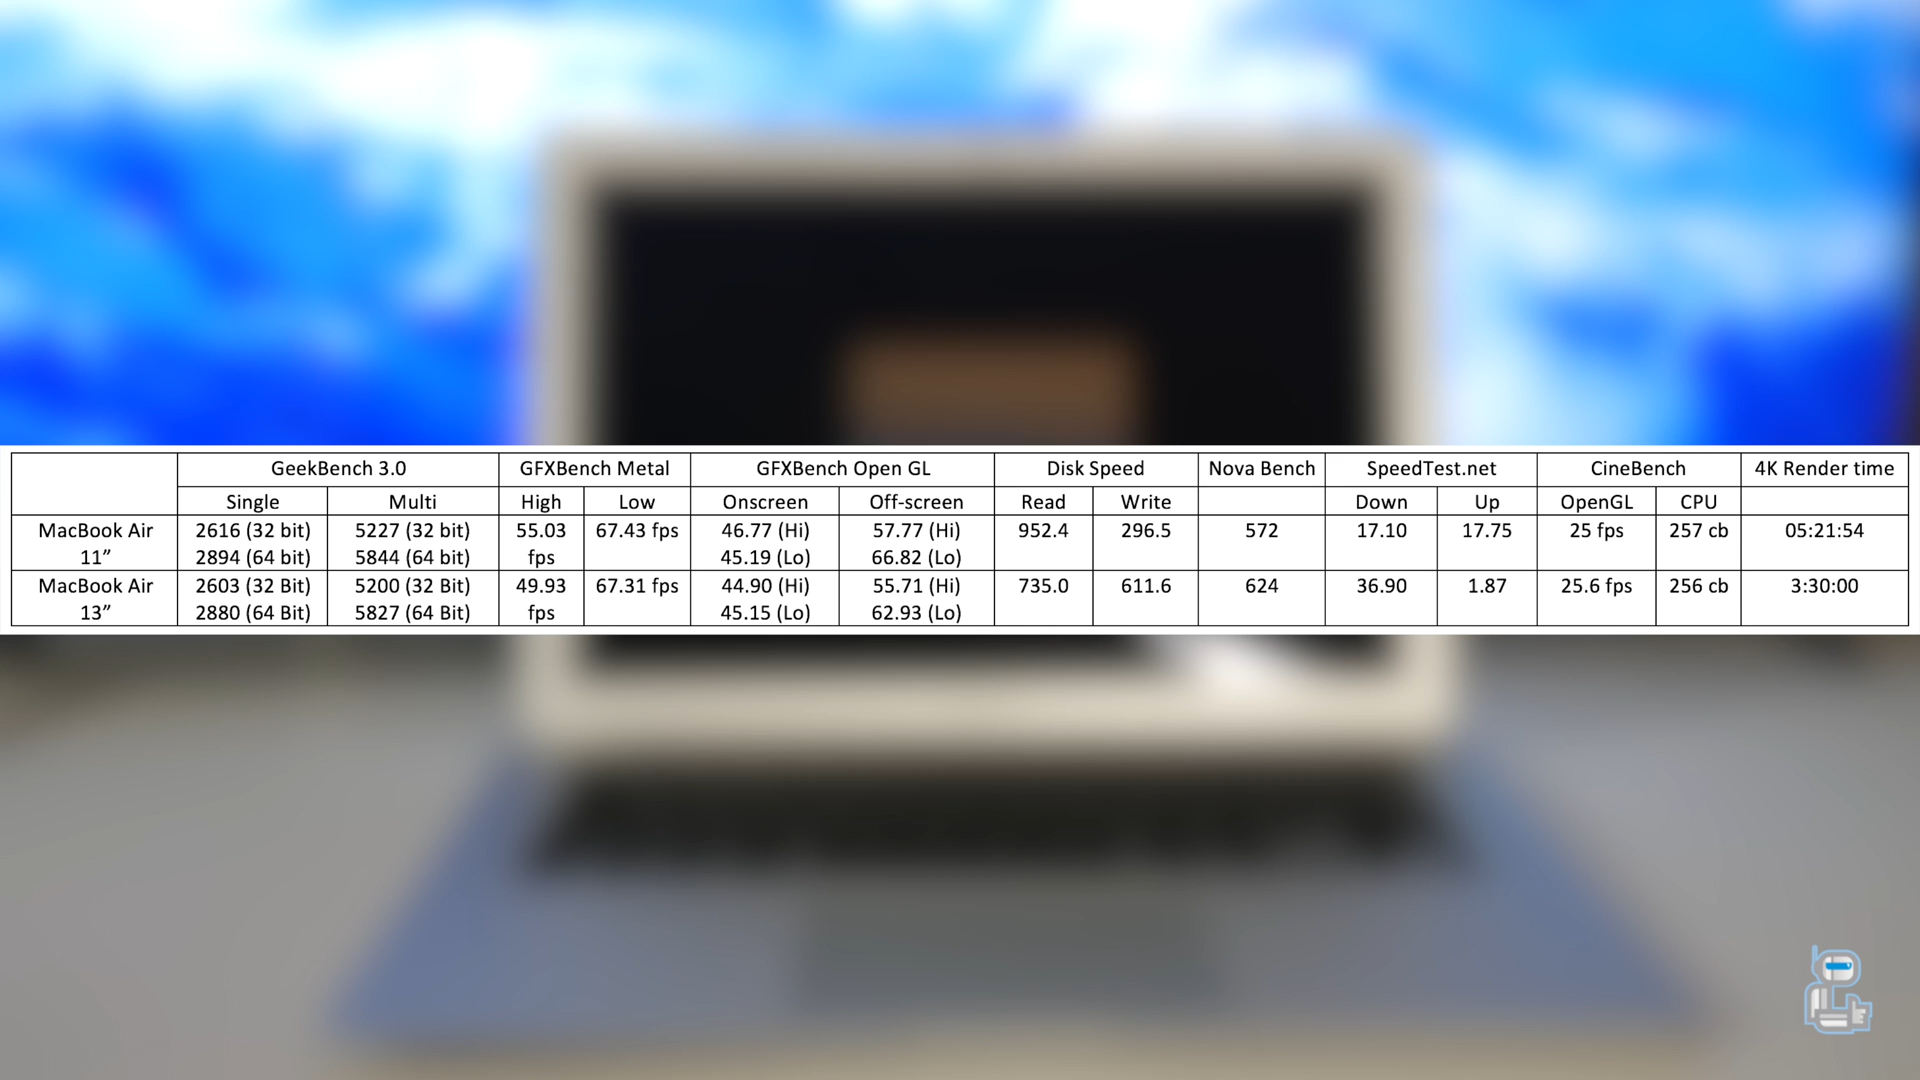 GeekBench 3.0 GFXBench Metal GFXBench Open GL Disk Speed Nova Bench SpeedTest.net CineBench 4K Render time
Single Multi High Low Onscreen Off-screen Read Write Down Up OpenGL CPU
MacBook Air 2616 (32 bit) 5227 (32 bit) 55.03 67.43 fps 46.77 (Hi) 57.77 (Hi) 952.4 296.5 572 17.10 17.75 25 fps 257 cb 05:21:54
11” 2894 (64 bit) 5844 (64 bit) fps 45.19 (Lo) 66.82 (Lo)
MacBook Air 2603 (32 Bit) 5200 (32 Bit) 49.93 67.31 fps 44.90 (Hi) 55.71 (Hi) 735.0 611.6 624 36.90 1.87 25.6 fps 256 cb 3:30:00
13” 2880 (64 Bit) 5827 (64 Bit) fps 45.15 (Lo) 62.93 (Lo)